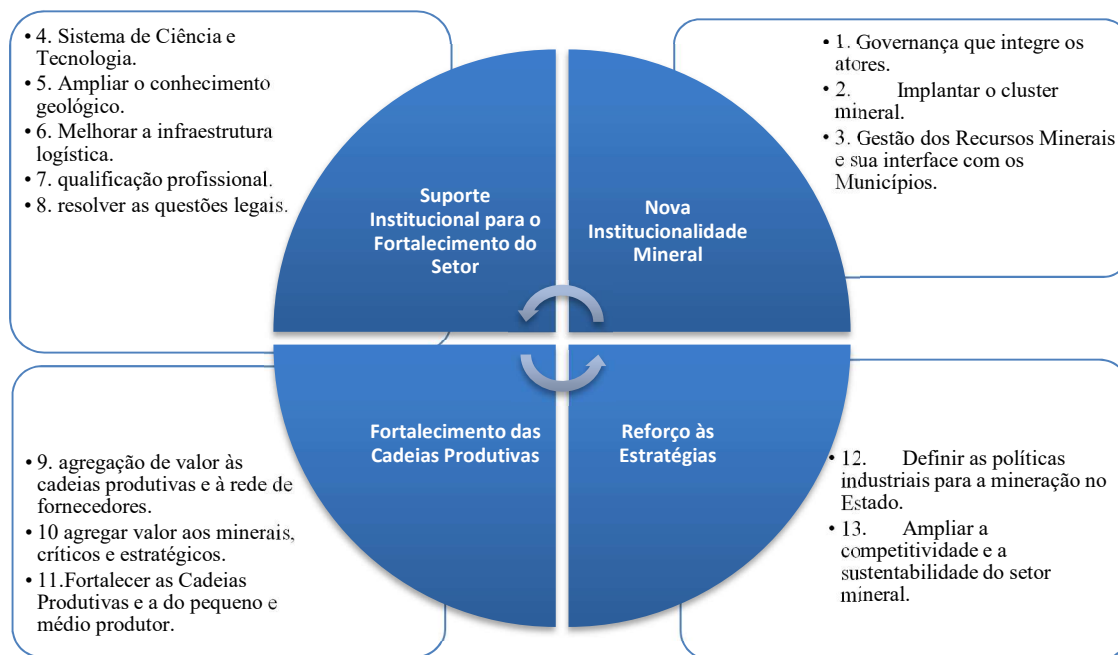 • 4. Sistema de Ciência e
Tecnologia.
• 5. Ampliar o conhecimento
geológico.
• 6. Melhorar a infraestrutura
logística.
• 7. qualificação profissional.
• 8. resolver as questões legais.
• 1. Governança que integre os
atores.
• 2. Implantar o cluster
mineral.
• 3. Gestão dos Recursos Minerais
e sua interface com os
Municípios.
Suporte
Institucional para o
Fortalecimento do
Setor
Nova
Institucionalidade
Mineral
Fortalecimento das
Cadeias Produtivas
Reforço às
Estratégias
• 9. agregação de valor às
cadeias produtivas e à rede de
fornecedores.
• 10 agregar valor aos minerais,
críticos e estratégicos.
• 11.Fortalecer as Cadeias
Produtivas e a do pequeno e
médio produtor.
• 12. Definir as políticas
industriais para a mineração no
Estado.
• 13. Ampliar a
competitividade e a
sustentabilidade do setor
mineral.